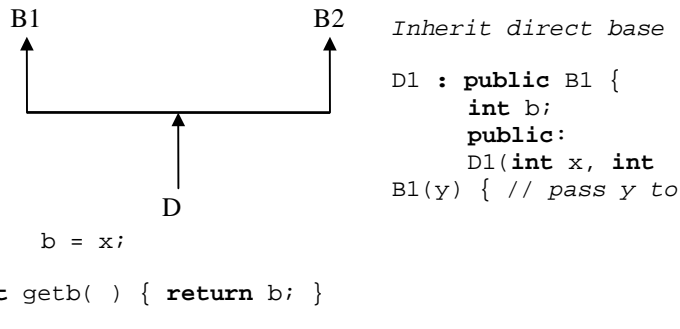 B1 B2
D
Inherit direct base
D1 : public B1 {
int b;
public:
D1(int x, int
B1(y) { // pass y to
b = x;
getb( ) { return b; }